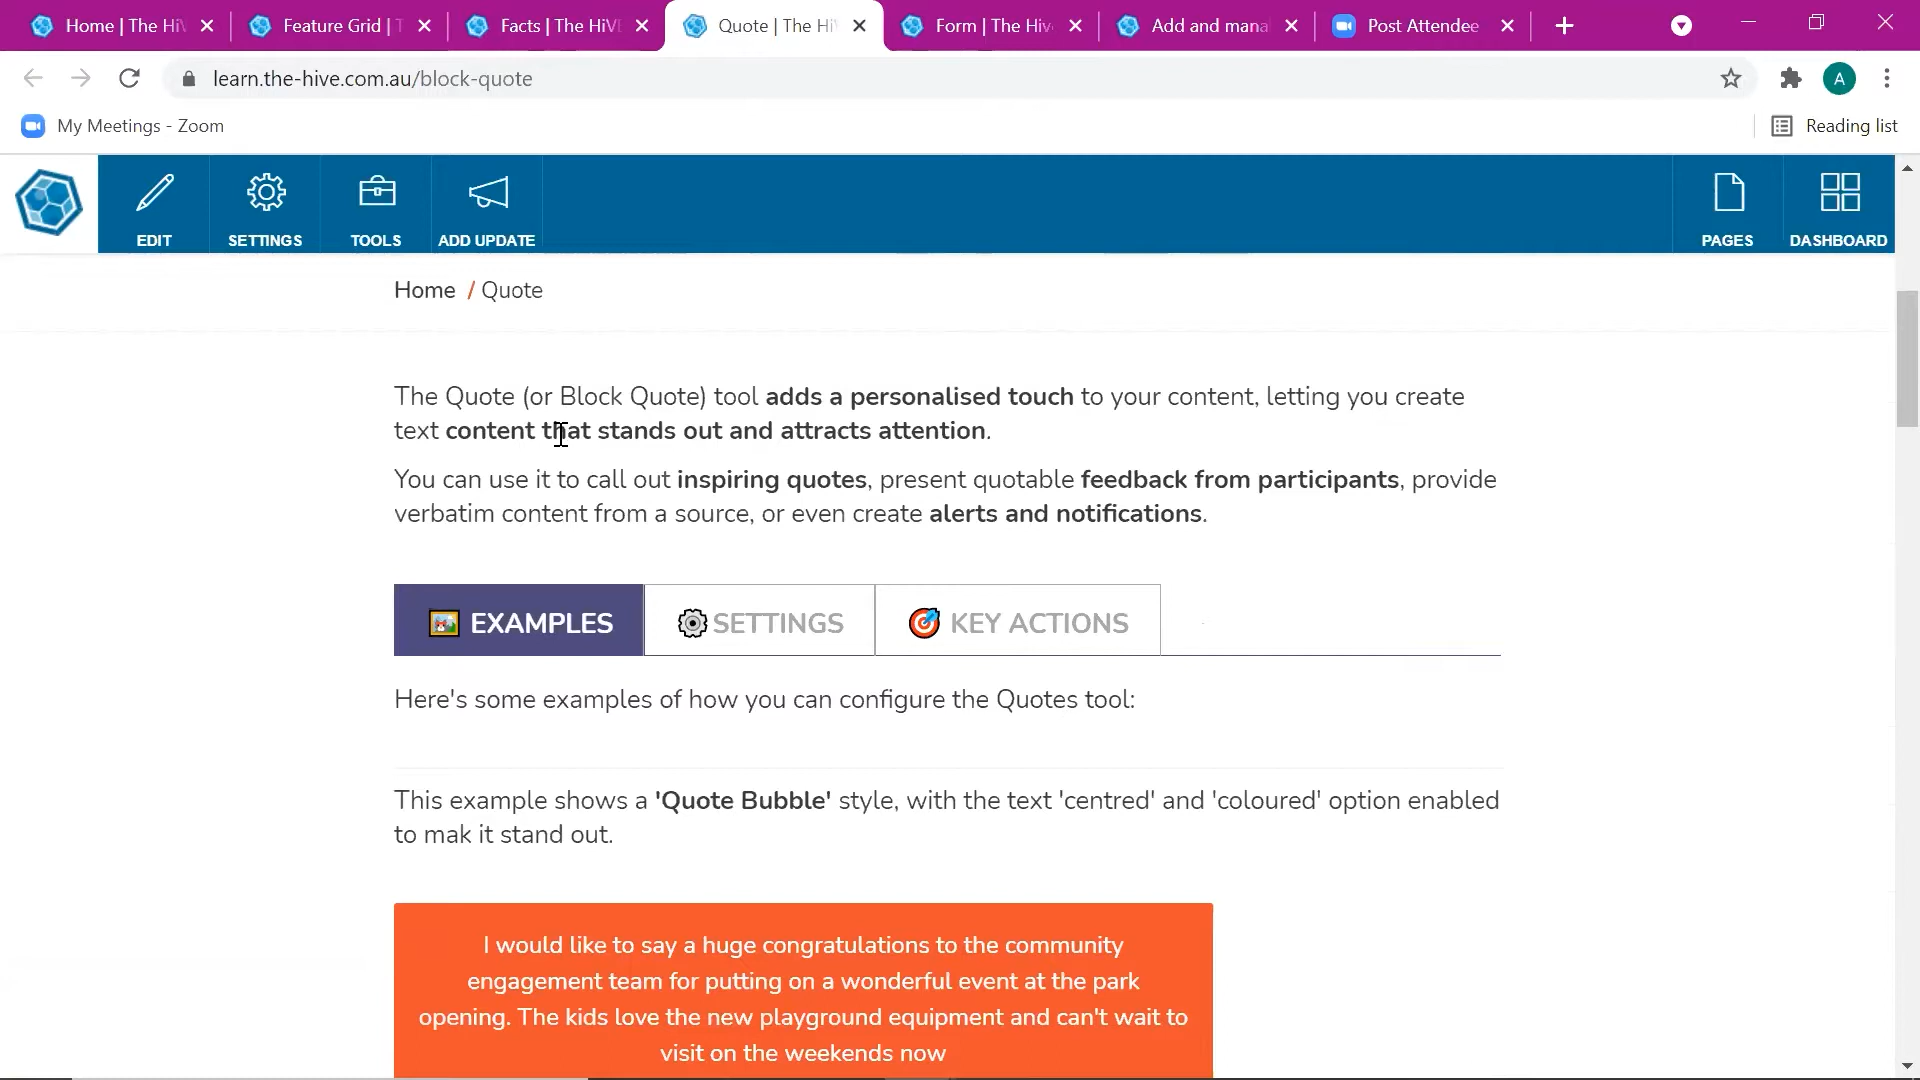 Home | The Hi
Feature Grid |
Facts | The HiV
Quote | The Hi
Form | The Hiv
Add and mana
Post Attendee
learn.the-hive.com.au/block-quote
A
My Meetings - Zoom
Reading list
EDIT
SETTINGS
TOOLS
ADD UPDATE
PAGES
DASHBOARD
Home / Quote
The Quote (or Block Quote) tool adds a personalised touch to your content, letting you create
text content that stands out and attracts attention.
You can use it to call out inspiring quotes, present quotable feedback from participants, provide
verbatim content from a source, or even create alerts and notifications.
EXAMPLES
SETTINGS
KEY ACTIONS
Here's some examples of how you can configure the Quotes tool:
This example shows a 'Quote Bubble' style, with the text 'centred' and 'coloured' option enabled
to mak it stand out.
I would like to say a huge congratulations to the community
engagement team for putting on a wonderful event at the park
opening. The kids love the new playground equipment and can't wait to
visit on the weekends now